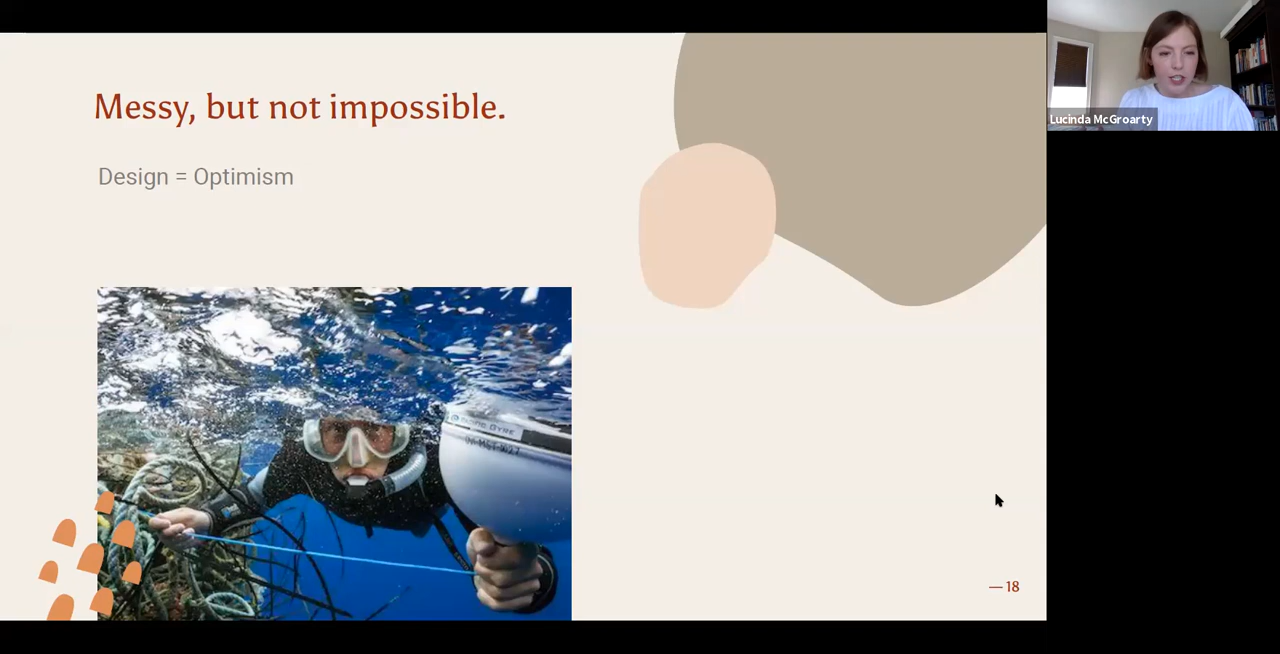 Messy, but not impossible.
Design = Optimism
Lucinda McGroarty
— 18